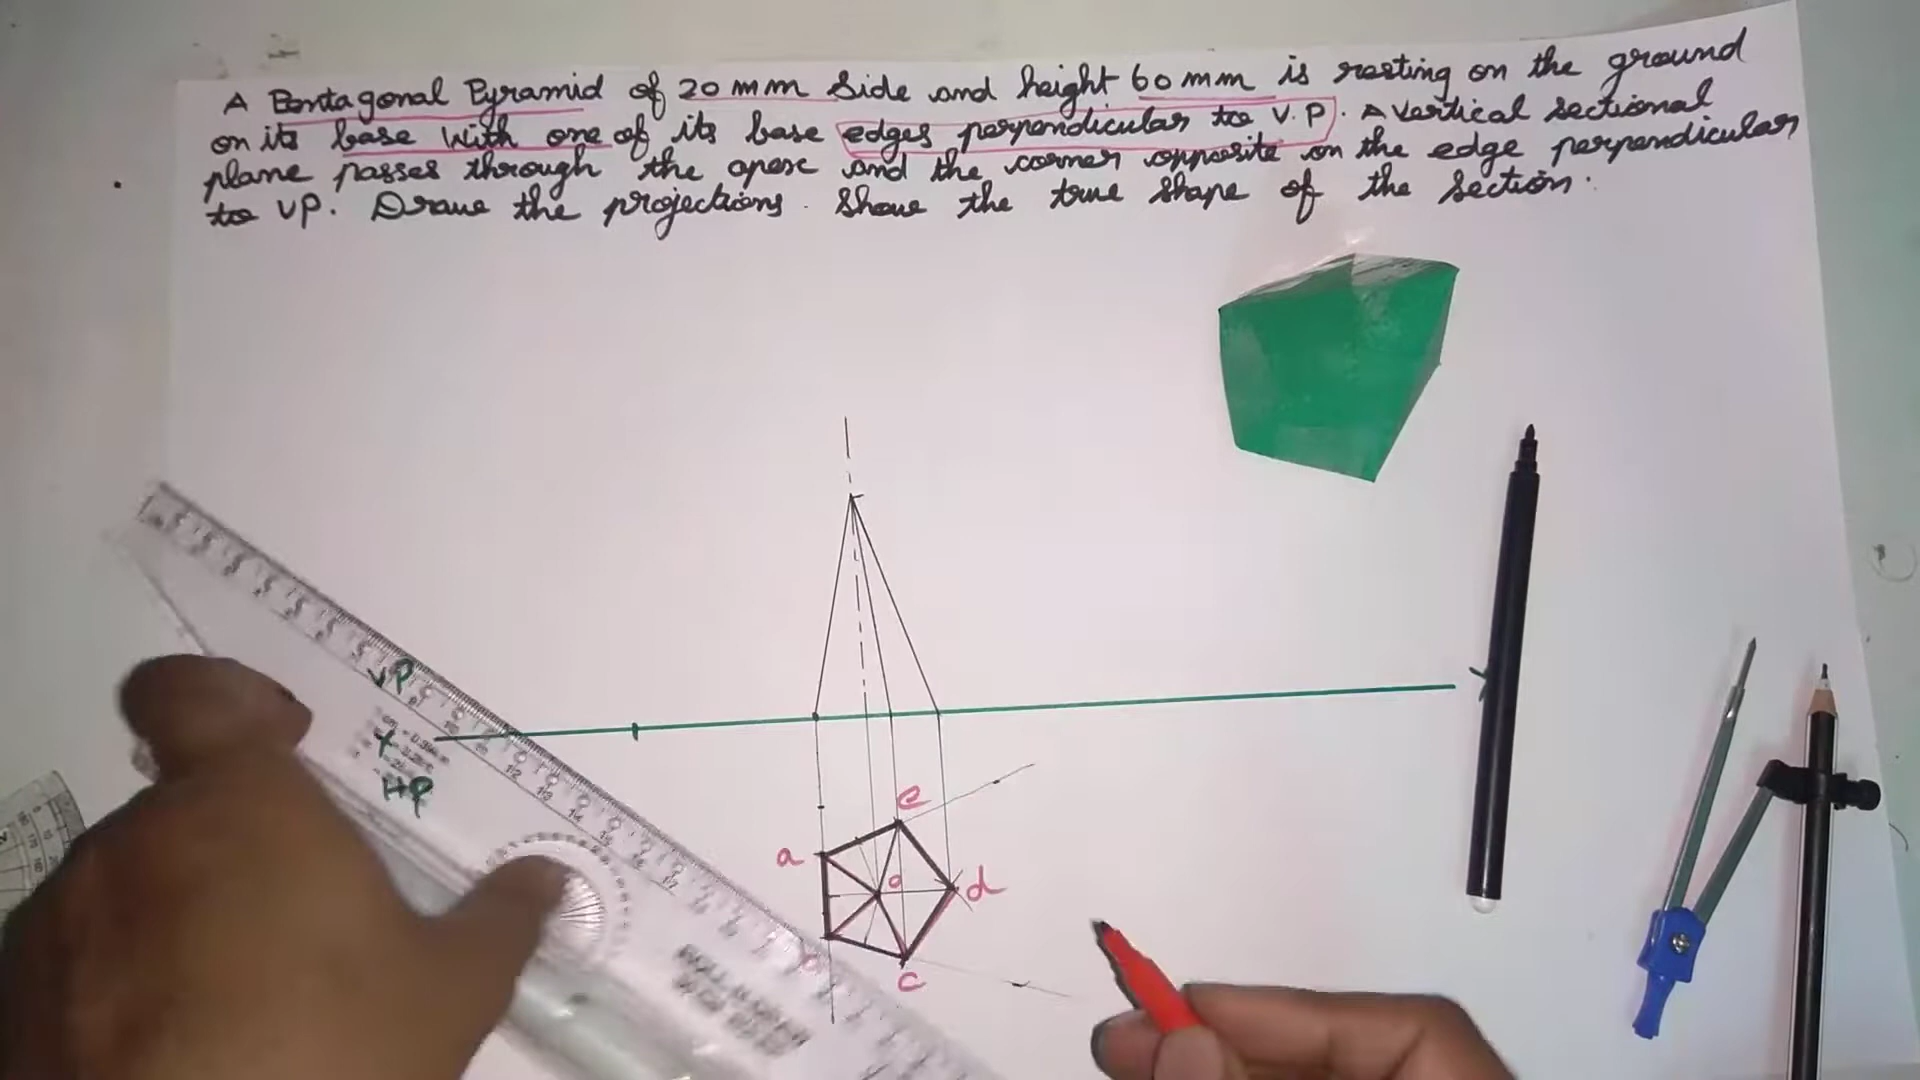 A Pentagonal Pyramid of 20 mm side and height 60 mm is resting on the ground
on its base with one of its base edges perpendicular to V.P. A vertical sectional
plane passes through the apex and the corner opposite on the edge perpendicular
to VP. Draw the projections. Show the true shape of the section.
VP
X
HP
Y
e
a
o
d
c